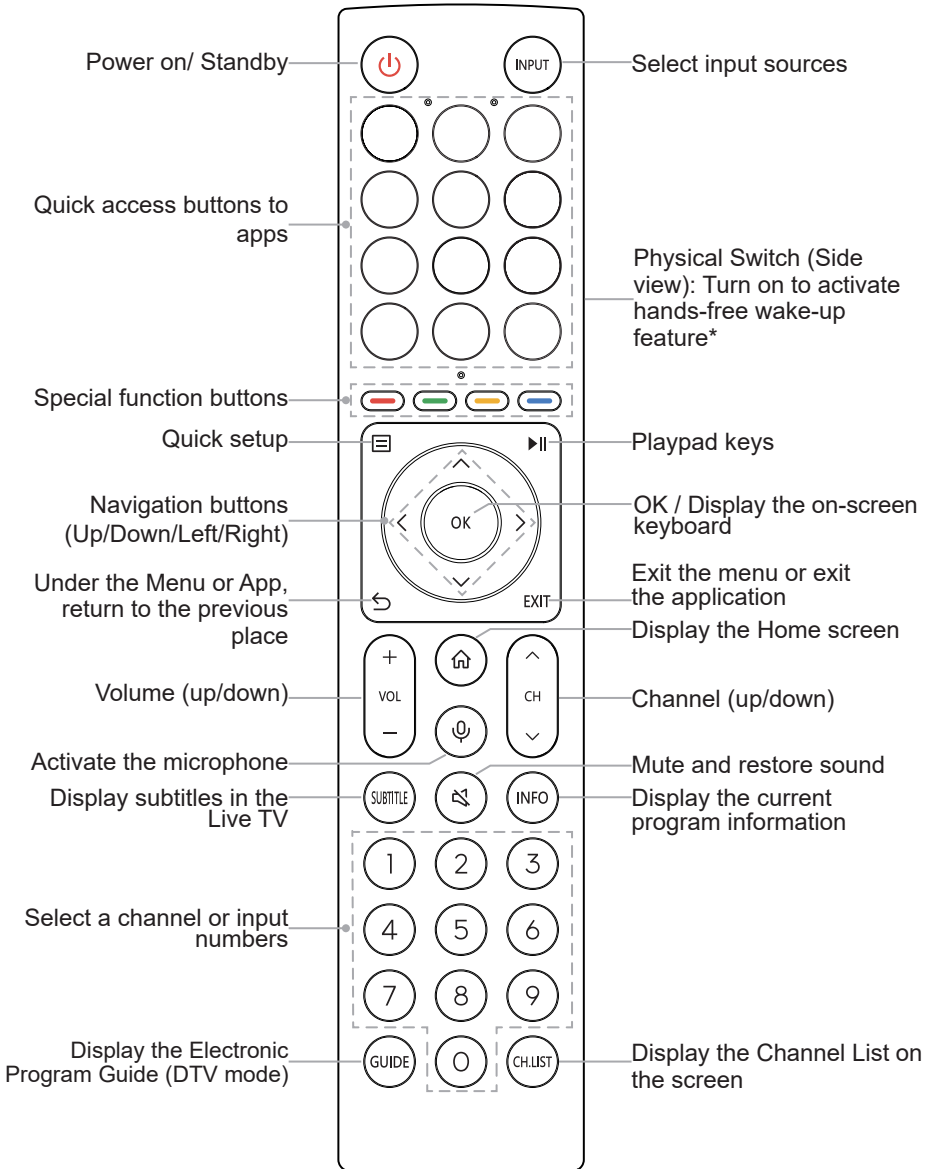 Power on/ Standby
INPUT
Select input sources
Quick access buttons to
apps
Physical Switch (Side
view): Turn on to activate
hands-free wake-up
feature*
Special function buttons
Quick setup
Playpad keys
Navigation buttons
(Up/Down/Left/Right)
OK
OK / Display the on-screen
keyboard
Under the Menu or App,
return to the previous
place
EXIT
Exit the menu or exit
the application
Display the Home screen
Volume (up/down)
+
VOL
−
CH
Channel (up/down)
Activate the microphone
Mute and restore sound
Display subtitles in the
Live TV
SUBTITLE
INFO
Display the current
program information
Select a channel or input
numbers
1 2 3
4 5 6
7 8 9
Display the Electronic
Program Guide (DTV mode)
GUIDE
0
CH.LIST
Display the Channel List on
the screen